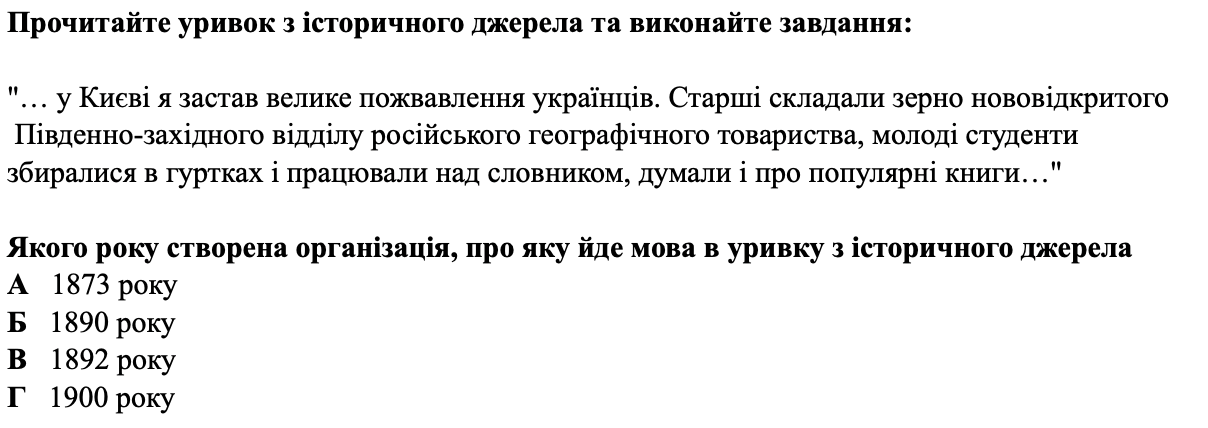 Прочитайте уривок з історичного джерела та виконайте завдання:
"… у Києві я застав велике пожвавлення українців. Старші складали зерно нововідкритого
Південно-західного відділу російського географічного товариства, молоді студенти
збиралися в гуртках і працювали над словником, думали і про популярні книги…"
Якого року створена організація, про яку йде мова в уривку з історичного джерела
А 1873 року
Б 1890 року
В 1892 року
Г 1900 року